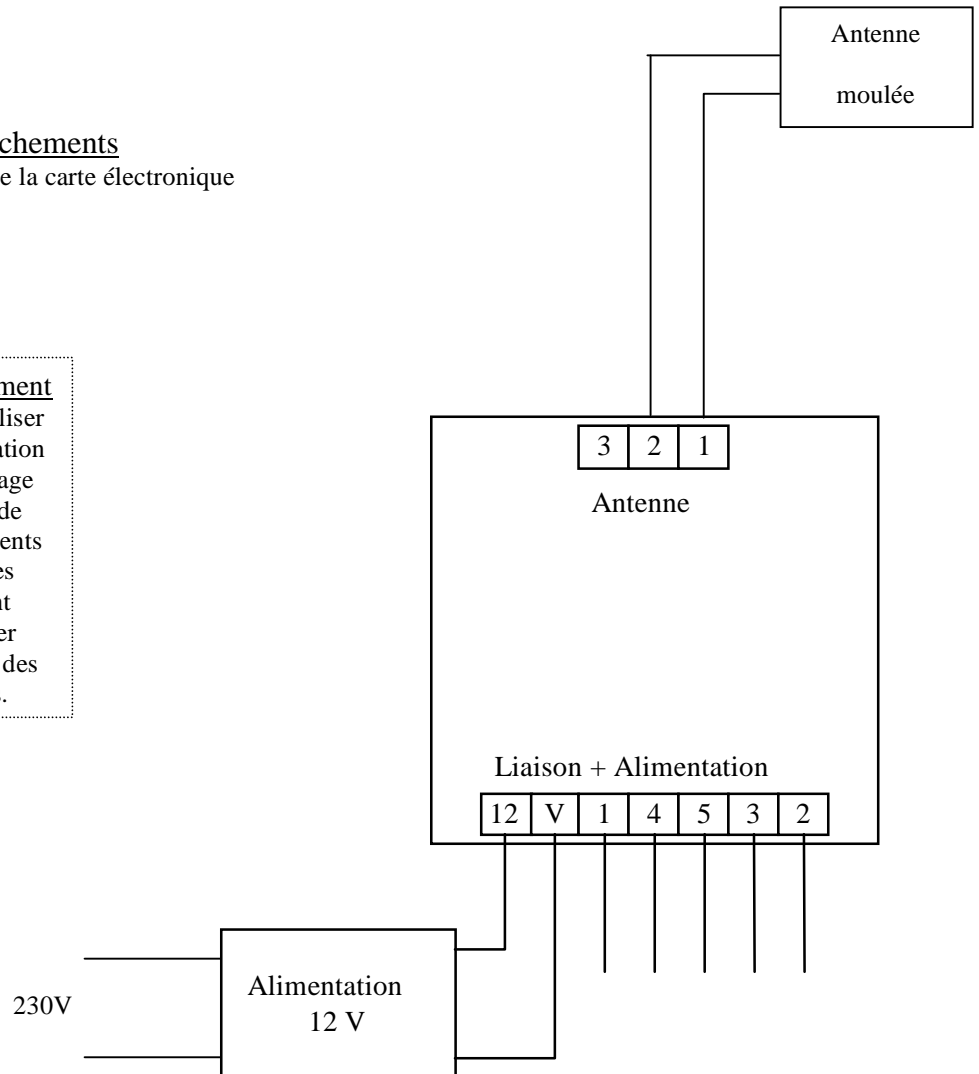 Antenne
moulée
chements
e la carte électronique
ment
liser
ation
age
de
ents
es
nt
er
des
.
3 2 1
Antenne
Liaison + Alimentation
12 V 1 4 5 3 2
230V
Alimentation
12 V